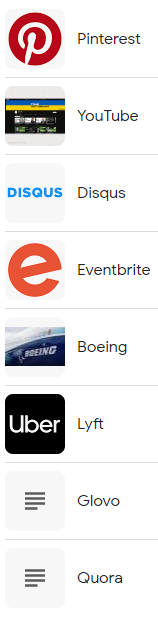 Pinterest
YouTube
DISQUS
Disqus
Eventbrite
BOEING
Boeing
Uber
Lyft
Glovo
Quora